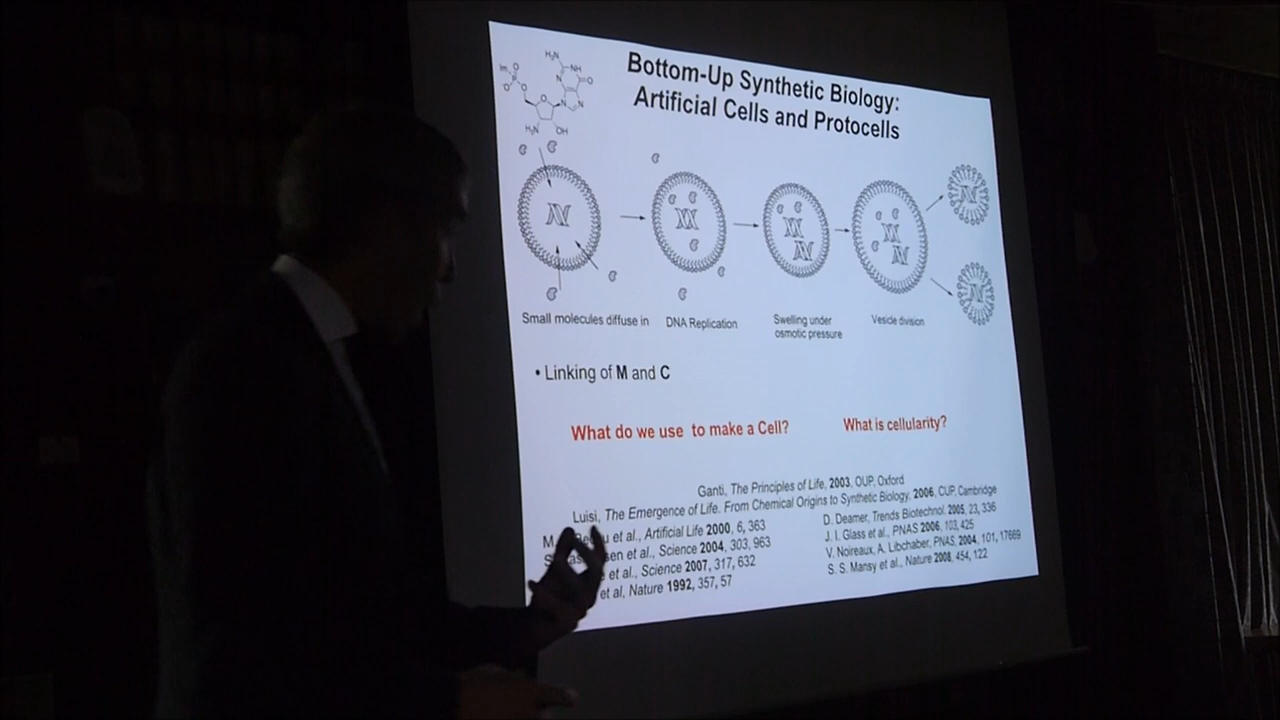 Bottom-Up Synthetic Biology:
Artificial Cells and Protocells
H₂N
NH
N
O
Im
P
O
O⁻
O
O
N
N
H₂N
OH
Small molecules diffuse in
DNA Replication
Swelling under
osmotic pressure
Vesicle division
• Linking of M and C
What do we use to make a Cell?
What is cellularity?
Ganti, The Principles of Life, 2003, OUP, Oxford
Luisi, The Emergence of Life. From Chemical Origins to Synthetic Biology, 2006, CUP, Cambridge
M. et al., Artificial Life 2000, 6, 363
S. et al., Science 2004, 303, 963
et al., Science 2007, 317, 632
et al, Nature 1992, 357, 57
D. Deamer, Trends Biotechnol. 2005, 23, 336
J. I. Glass et al., PNAS 2006, 103, 425
V. Noireaux, A. Libchaber, PNAS, 2004, 101, 17669
S. S. Mansy et al., Nature 2008, 454, 122